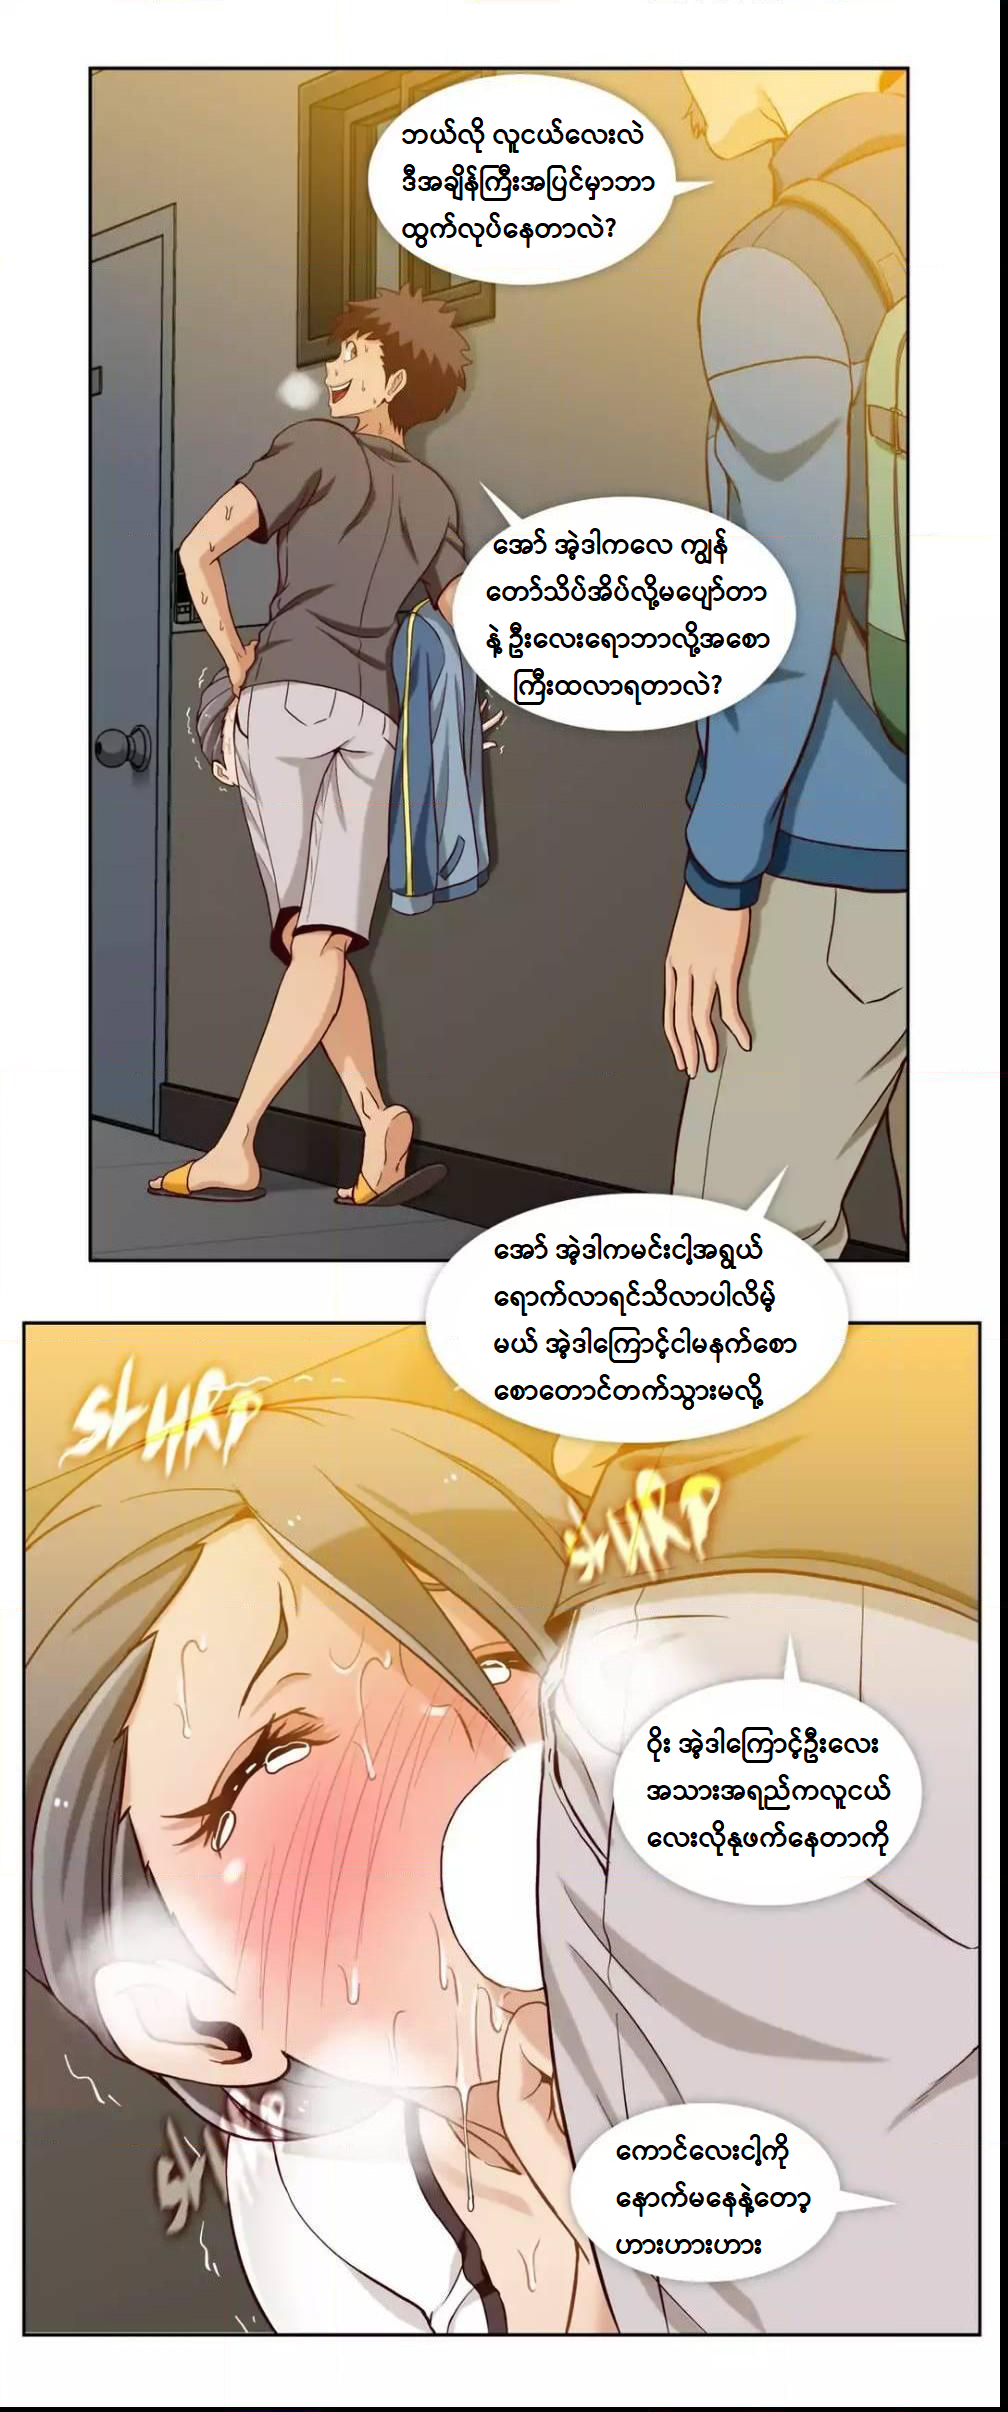 ဘယ်လို လူငယ်လေးလဲ
ဒီအချိန်ကြီးအပြင်မှာဘာ
ထွက်လုပ်နေတာလဲ?
အော် အဲ့ဒါကလေ ကျွန်
တော်သိပ်အိပ်လို့မပျော်တာ
နဲ့ ဦးလေးရောဘာလို့အစော
ကြီးထလာရတာလဲ?
အော် အဲ့ဒါကမင်းငါ့အရွယ်
ရောက်လာရင်သိလာပါလိမ့်
မယ် အဲ့ဒါကြောင့်ငါမနက်စော
စောတောင်တက်သွားမလို့
SLURP
SLURP
ဝိုး အဲ့ဒါကြောင့်ဦးလေး
အသားအရည်ကလူငယ်
လေးလိုနုဖက်နေတာကို
SLURP
ကောင်လေးငါ့ကို
နောက်မနေနဲ့တော့
ဟားဟားဟား